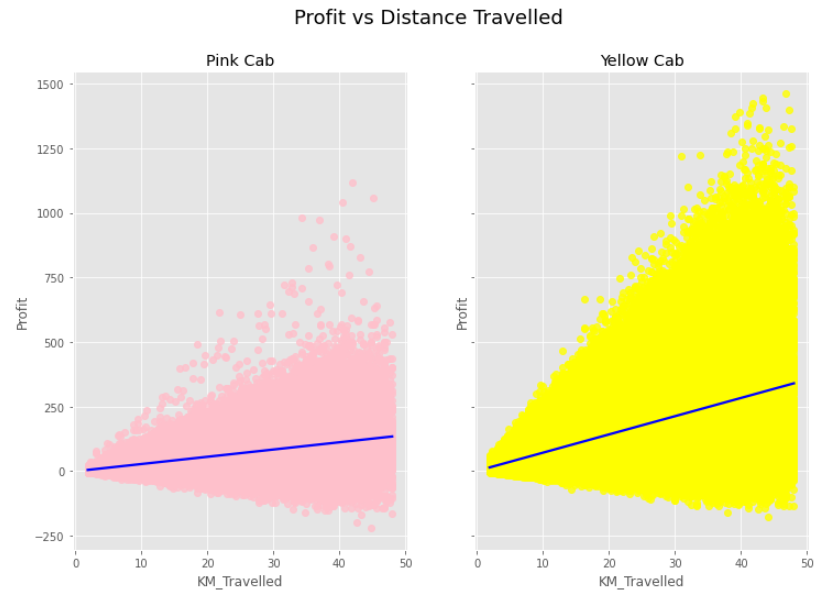 Profit vs Distance Travelled
Pink Cab
Yellow Cab
1500
1250
1000
750
500
250
0
−250
Profit
Profit
0 10 20 30 40 50
0 10 20 30 40 50
KM_Travelled
KM_Travelled